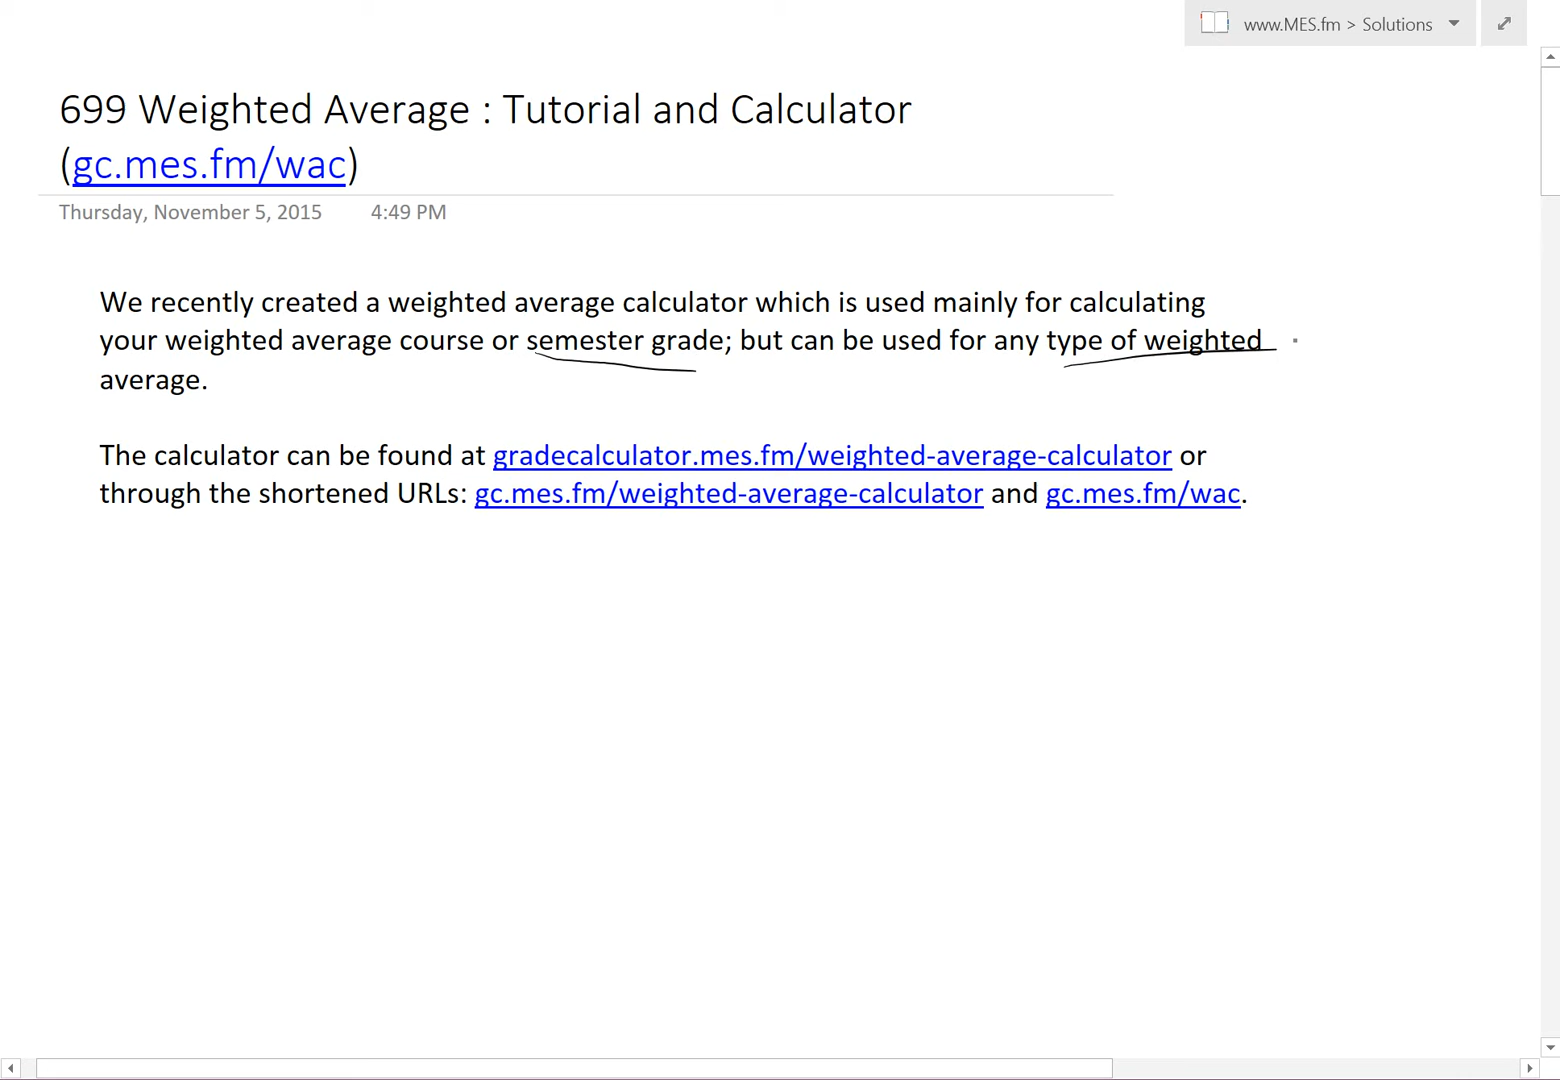 www.MES.fm > Solutions
699 Weighted Average : Tutorial and Calculator
(gc.mes.fm/wac)
Thursday, November 5, 2015 4:49 PM
We recently created a weighted average calculator which is used mainly for calculating
your weighted average course or semester grade; but can be used for any type of weighted
average.
The calculator can be found at gradecalculator.mes.fm/weighted-average-calculator or
through the shortened URLs: gc.mes.fm/weighted-average-calculator and gc.mes.fm/wac.